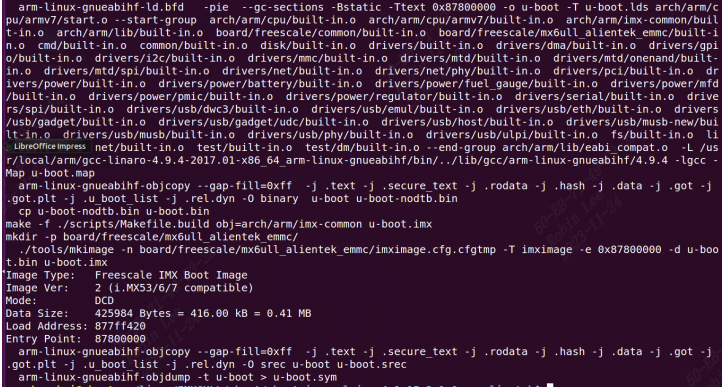 arm-linux-gnueabihf-ld.bfd   -pie  --gc-sections -Bstatic -Ttext 0x87800000 -o u-boot -T u-boot.lds arch/arm/c
pu/armv7/start.o --start-group  arch/arm/cpu/built-in.o  arch/arm/cpu/armv7/built-in.o  arch/arm/imx-common/buil
t-in.o  arch/arm/lib/built-in.o  board/freescale/common/built-in.o  board/freescale/mx6ull_alientek_emmc/built-i
n.o  cmd/built-in.o  common/built-in.o  disk/built-in.o  drivers/built-in.o  drivers/dma/built-in.o  drivers/gpi
o/built-in.o  drivers/i2c/built-in.o  drivers/mmc/built-in.o  drivers/mtd/built-in.o  drivers/mtd/onenand/built-
in.o  drivers/mtd/spi/built-in.o  drivers/net/built-in.o  drivers/net/phy/built-in.o  drivers/pci/built-in.o  dr
ivers/power/built-in.o  drivers/power/battery/built-in.o  drivers/power/fuel_gauge/built-in.o  drivers/power/mfd
/built-in.o  drivers/power/pmic/built-in.o  drivers/power/regulator/built-in.o  drivers/serial/built-in.o  drive
rs/spi/built-in.o  drivers/usb/dwc3/built-in.o  drivers/usb/emul/built-in.o  drivers/usb/eth/built-in.o  drivers
/usb/gadget/built-in.o  drivers/usb/gadget/udc/built-in.o  drivers/usb/host/built-in.o  drivers/usb/musb-new/bui
lt-in.o  drivers/usb/musb/built-in.o  drivers/usb/phy/built-in.o  drivers/usb/ulpi/built-in.o  fs/built-in.o  li
LibreOffice Impress net/built-in.o  test/built-in.o  test/dm/built-in.o --end-group arch/arm/lib/eabi_compat.o  -L /us
r/local/arm/gcc-linaro-4.9.4-2017.01-x86_64_arm-linux-gnueabihf/bin/../lib/gcc/arm-linux-gnueabihf/4.9.4 -lgcc -
Map u-boot.map
  arm-linux-gnueabihf-objcopy --gap-fill=0xff  -j .text -j .secure_text -j .rodata -j .hash -j .data -j .got -j
.got.plt -j .u_boot_list -j .rel.dyn -O binary  u-boot u-boot-nodtb.bin
  cp u-boot-nodtb.bin u-boot.bin
make -f ./scripts/Makefile.build obj=arch/arm/imx-common u-boot.imx
mkdir -p board/freescale/mx6ull_alientek_emmc/
  ./tools/mkimage -n board/freescale/mx6ull_alientek_emmc/imximage.cfg.cfgtmp -T imximage -e 0x87800000 -d u-boo
t.bin u-boot.imx
Image Type:   Freescale IMX Boot Image
Image Ver:    2 (i.MX53/6/7 compatible)
Mode:         DCD
Data Size:    425984 Bytes = 416.00 kB = 0.41 MB
Load Address: 877ff420
Entry Point:  87800000
  arm-linux-gnueabihf-objcopy --gap-fill=0xff  -j .text -j .secure_text -j .rodata -j .hash -j .data -j .got -j
.got.plt -j .u_boot_list -j .rel.dyn -O srec u-boot u-boot.srec
  arm-linux-gnueabihf-objdump -t u-boot > u-boot.sym